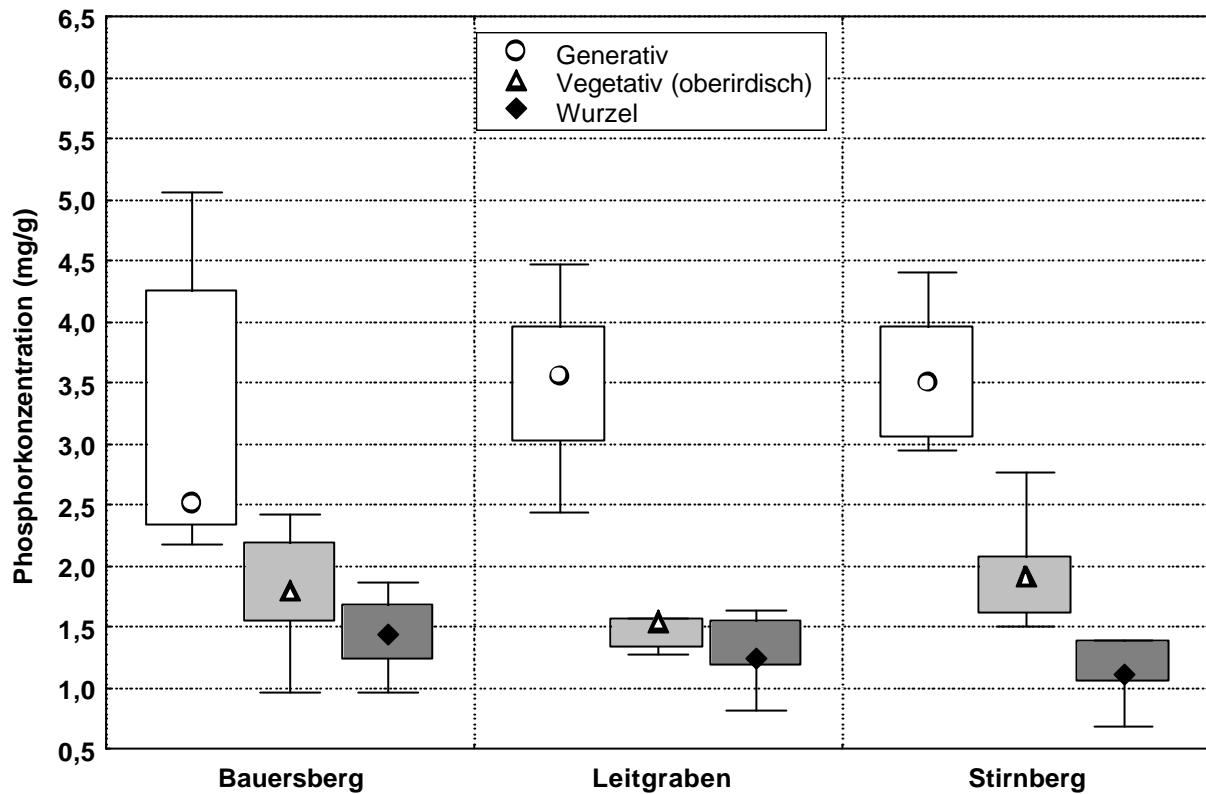 6,5
6,0
5,5
5,0
4,5
4,0
3,5
3,0
2,5
2,0
1,5
1,0
0,5
Phosphorkonzentration (mg/g)
Generativ
Vegetativ (oberirdisch)
Wurzel
Bauersberg
Leitgraben
Stirnberg